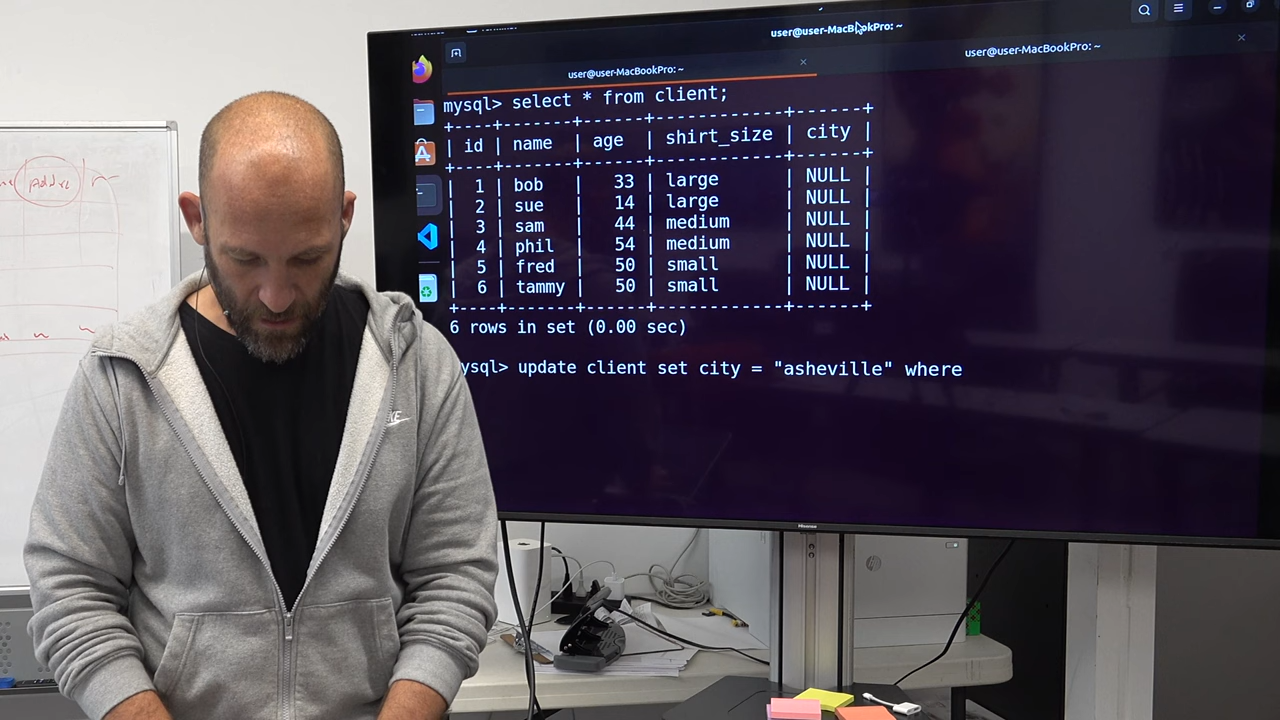 user@user-MacBookPro: ~
user@user-MacBookPro: ~
user@user-MacBookPro: ~
mysql> select * from client;
+----+-------+------+------------+------+
| id | name | age | shirt_size | city |
+----+-------+------+------------+------+
| 1 | bob | 33 | large | NULL |
| 2 | sue | 14 | large | NULL |
| 3 | sam | 44 | medium | NULL |
| 4 | phil | 54 | medium | NULL |
| 5 | fred | 50 | small | NULL |
| 6 | tammy | 50 | small | NULL |
+----+-------+------+------------+------+
6 rows in set (0.00 sec)
ysql> update client set city = "asheville" where
Hisense
addrc